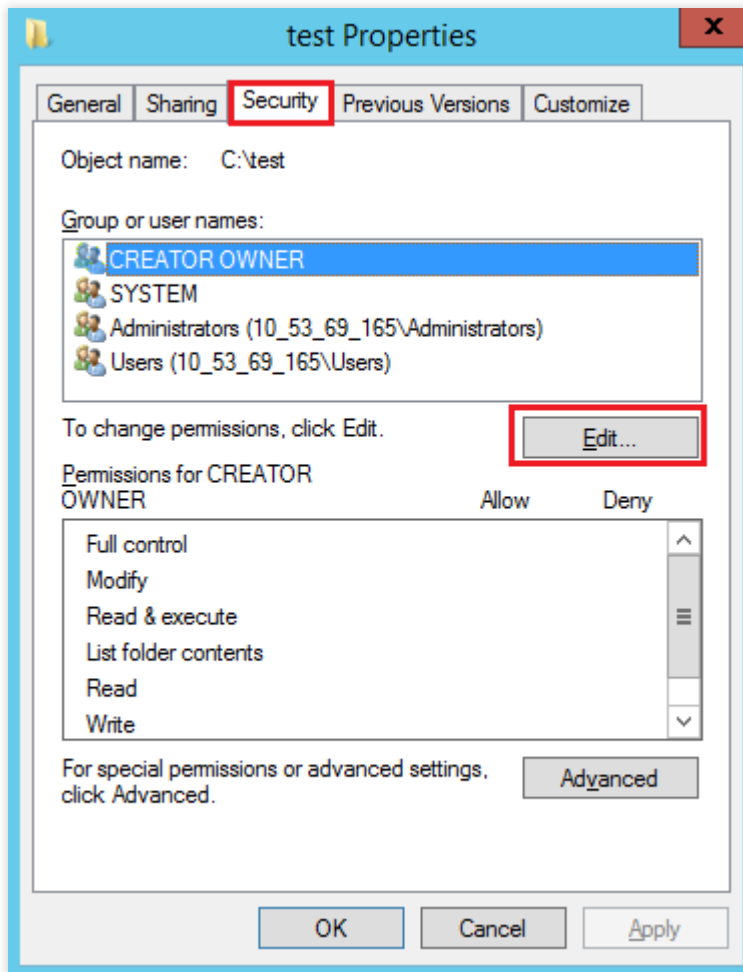 test Properties
x
General Sharing Security Previous Versions Customize
Object name: C:\test
Group or user names:
CREATOR OWNER
SYSTEM
Administrators (10_53_69_165\Administrators)
Users (10_53_69_165\Users)
To change permissions, click Edit.
Edit...
Permissions for CREATOR
OWNER Allow Deny
Full control
Modify
Read & execute
List folder contents
Read
Write
For special permissions or advanced settings,
click Advanced.
Advanced
OK Cancel Apply